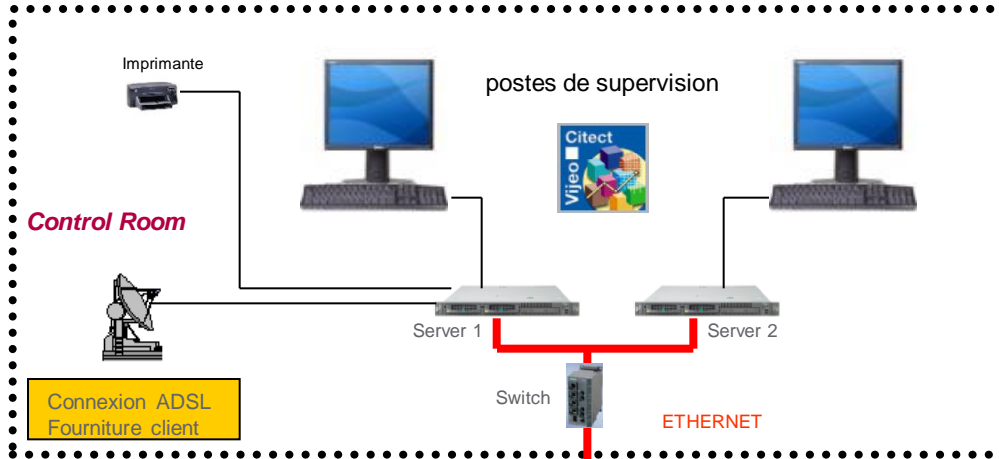 Imprimante
postes de supervision
Citect
Vijeo
Control Room
Server 1
Server 2
Switch
Connexion ADSL
Fourniture client
ETHERNET